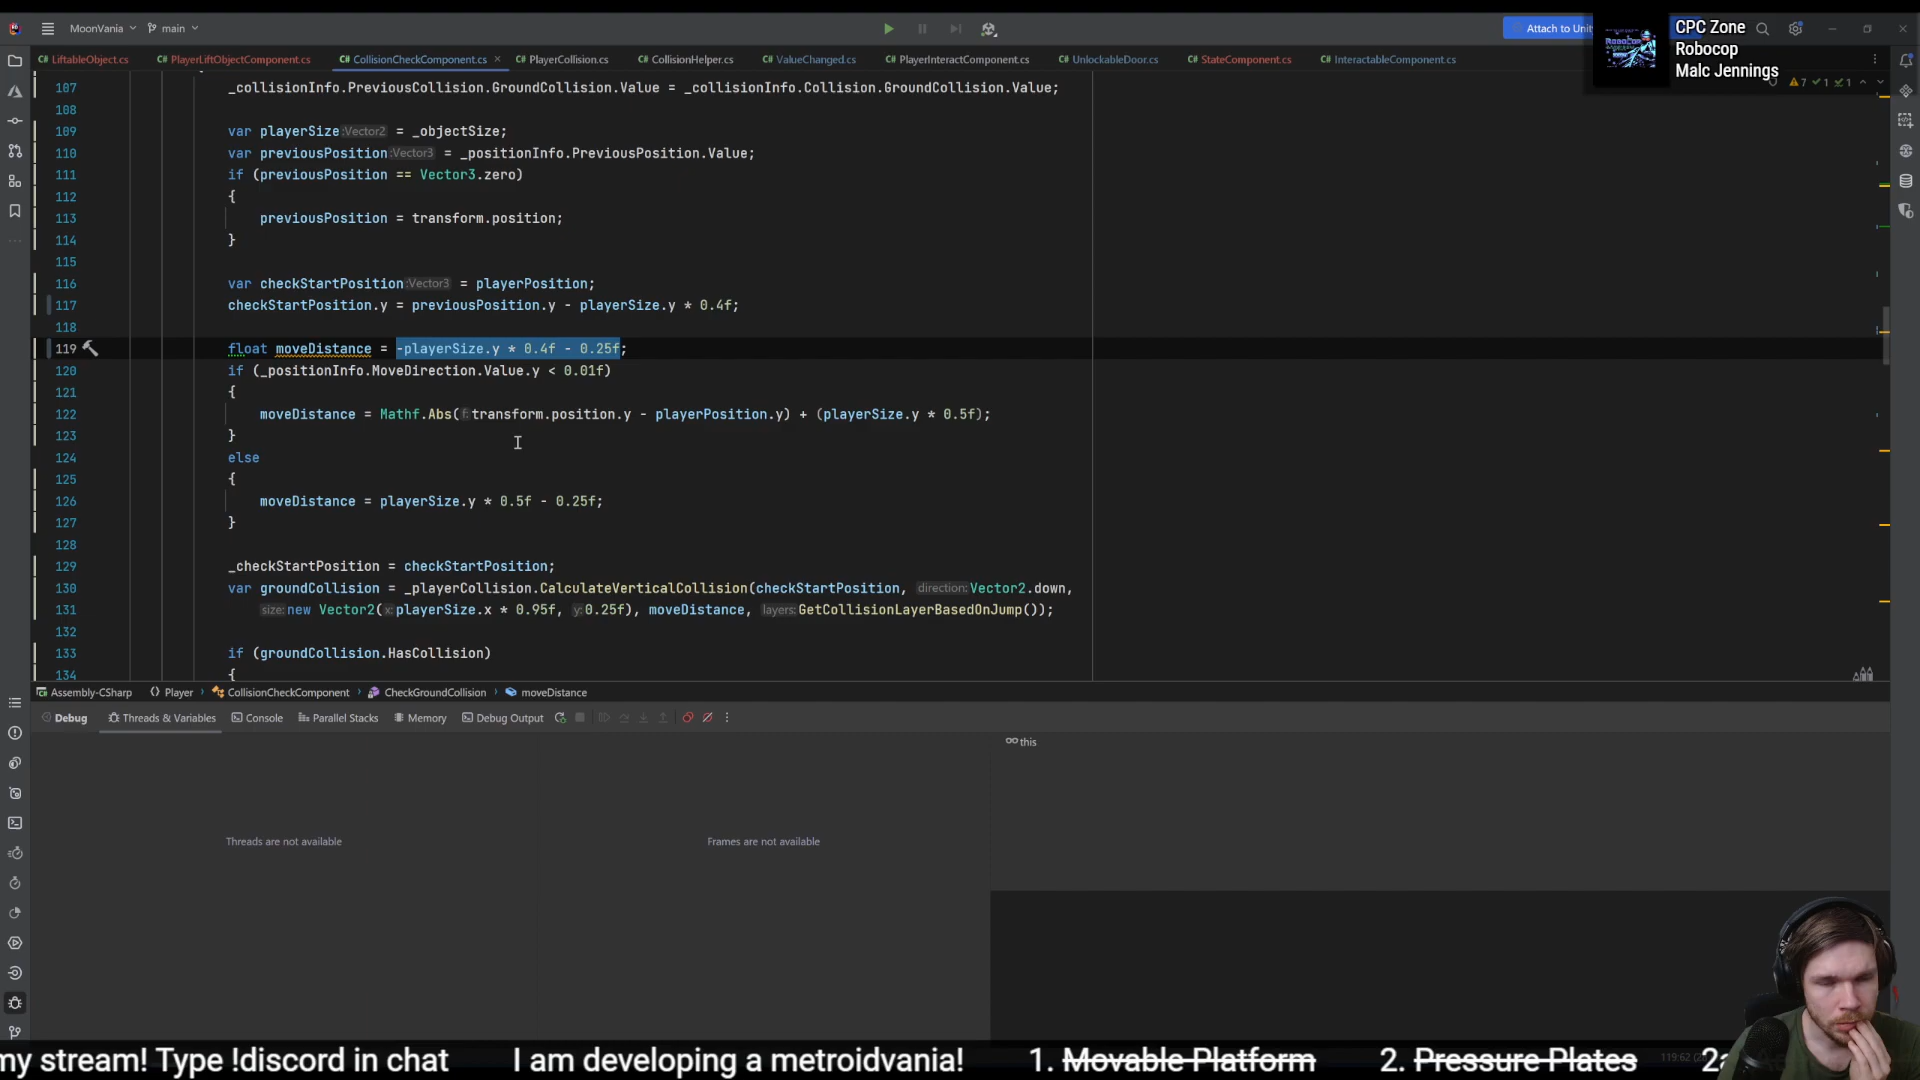 MoonVania
main
Attach to Unit
CPC Zone
Robocop
Malc Jennings
LiftableObject.cs
PlayerLiftObjectComponent.cs
CollisionCheckComponent.cs
PlayerCollision.cs
CollisionHelper.cs
ValueChanged.cs
PlayerInteractComponent.cs
UnlockableDoor.cs
StateComponent.cs
InteractableComponent.cs
7 1 1
107 _collisionInfo.PreviousCollision.GroundCollision.Value = _collisionInfo.Collision.GroundCollision.Value;
108
109 var playerSize :Vector2 = _objectSize;
110 var previousPosition :Vector3 = _positionInfo.PreviousPosition.Value;
111 if (previousPosition == Vector3.zero)
112 {
113 previousPosition = transform.position;
114 }
115
116 var checkStartPosition :Vector3 = playerPosition;
117 checkStartPosition.y = previousPosition.y - playerSize.y * 0.4f;
118
119 float moveDistance = -playerSize.y * 0.4f - 0.25f;
120 if (_positionInfo.MoveDirection.Value.y < 0.01f)
121 {
122 moveDistance = Mathf.Abs( f: transform.position.y - playerPosition.y) + (playerSize.y * 0.5f);
123 }
124 else
125 {
126 moveDistance = playerSize.y * 0.5f - 0.25f;
127 }
128
129 _checkStartPosition = checkStartPosition;
130 var groundCollision = _playerCollision.CalculateVerticalCollision(checkStartPosition, direction: Vector2.down,
131 size: new Vector2( x: playerSize.x * 0.95f, y: 0.25f), moveDistance, layers: GetCollisionLayerBasedOnJump());
132
133 if (groundCollision.HasCollision)
134 {
Assembly-CSharp
Player
CollisionCheckComponent
CheckGroundCollision
moveDistance
Debug
Threads & Variables
Console
Parallel Stacks
Memory
Debug Output
this
Threads are not available
Frames are not available
my stream! Type !discord in chat I am developing a metroidvania! 1. Movable Platform 2. Pressure Plates 2a